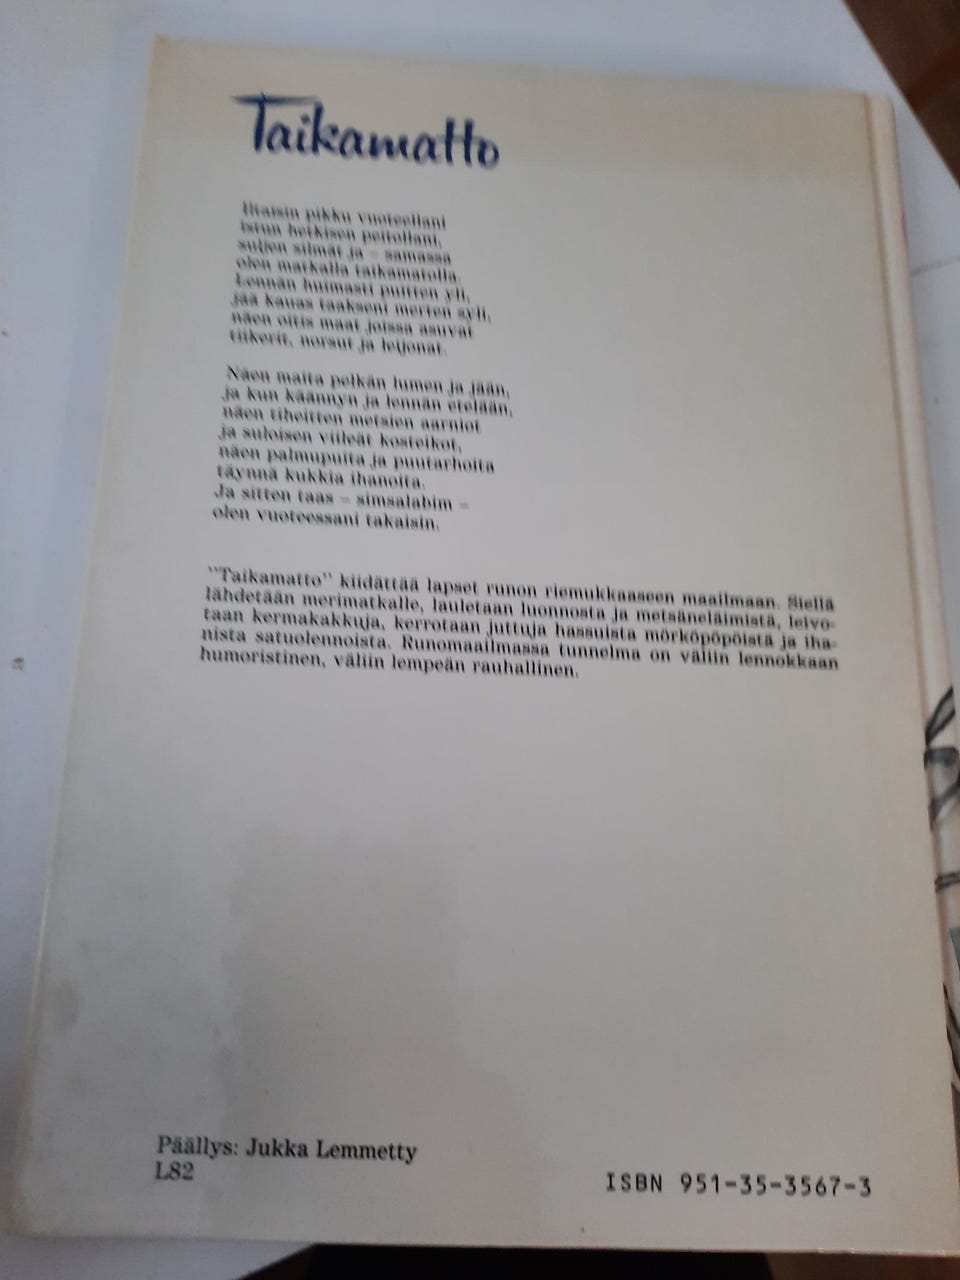 Taikamatto
Iltaisin pikku vuoteellani
istun hetkisen peitollani,
suljen silmät ja – samassa
olen matkalla taikamatolla.
Lennän huimasti puitten yli,
jää kauas taakseni merten syli,
näen oitis maat joissa asuvat
tiikerit, norsut ja leijonat.
Näen maita pelkän lumen ja jään,
ja kun käännyn ja lennän etelään,
näen tiheitten metsien aarniot
ja suloisen viileät kosteikot,
näen palmupuita ja puutarhoita
täynnä kukkia ihanoita.
Ja sitten taas – simsalabim –
olen vuoteessani takaisin.
"Taikamatto" kiidättää lapset runon riemukkaaseen maailmaan. Siellä
lähdetään merimatkalle, lauletaan luonnosta ja metsäneläimistä, leivo-
taan kermakakkuja, kerrotaan juttuja hassuista mörköpöpöistä ja iha-
nista satuolennoista. Runomaailmassa tunnelma on väliin lennokkaan
humoristinen, väliin lempeän rauhallinen.
Päällys: Jukka Lemmetty
L82
ISBN 951-35-3567-3